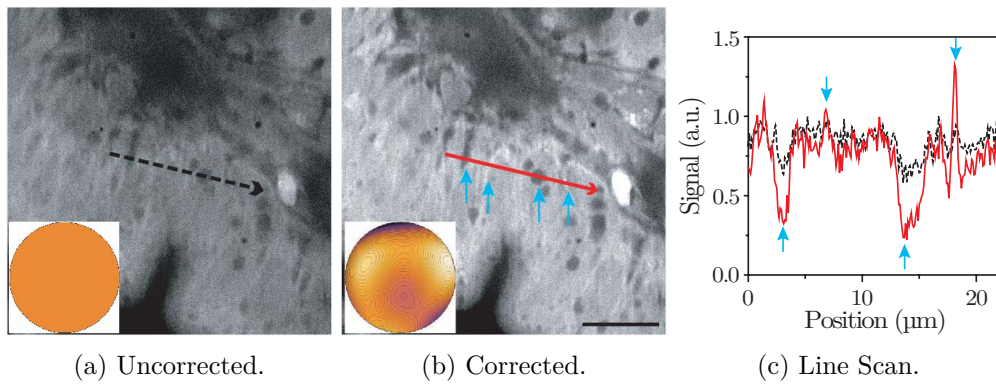 1.5
1.0
0.5
0.0
Signal (a.u.)
0 10 20
Position (µm)
(a) Uncorrected.
(b) Corrected.
(c) Line Scan.